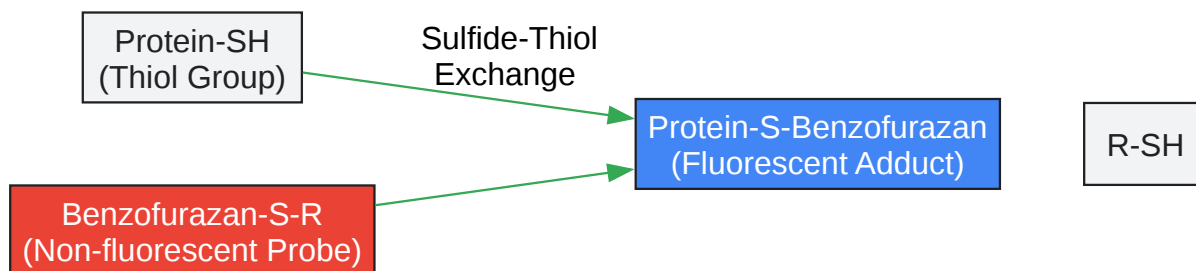 Protein-SH
(Thiol Group)
Sulfide-Thiol
Exchange
Protein-S-Benzofurazan
(Fluorescent Adduct)
R-SH
Benzofurazan-S-R
(Non-fluorescent Probe)